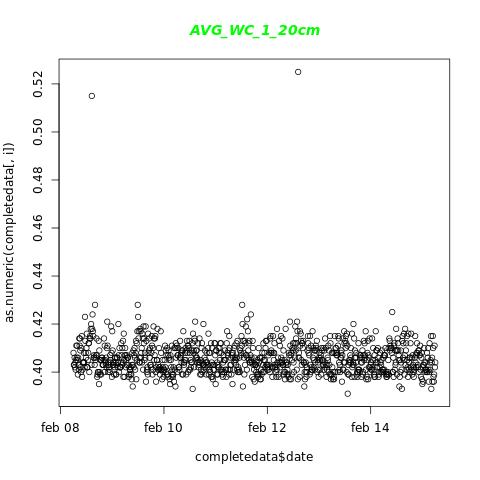 AVG_WC_1_20cm
as.numeric(completedata[, i])
0.52
0.50
0.48
0.46
0.44
0.42
0.40
feb 08 feb 10 feb 12 feb 14
completedata$date